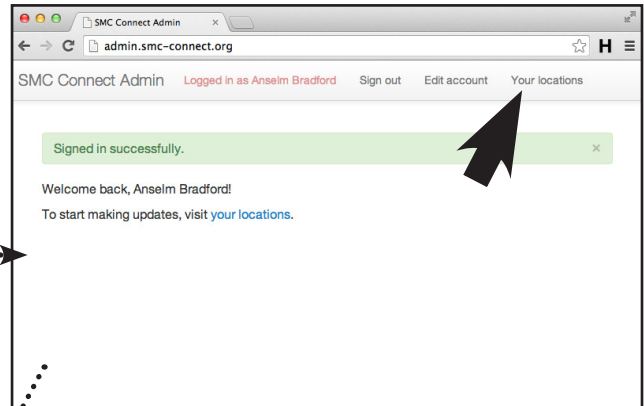 SMC Connect Admin
admin.smc-connect.org
H
SMC Connect Admin Logged in as Anselm Bradford Sign out Edit account Your locations
Signed in successfully. ×
Welcome back, Anselm Bradford!
To start making updates, visit your locations.